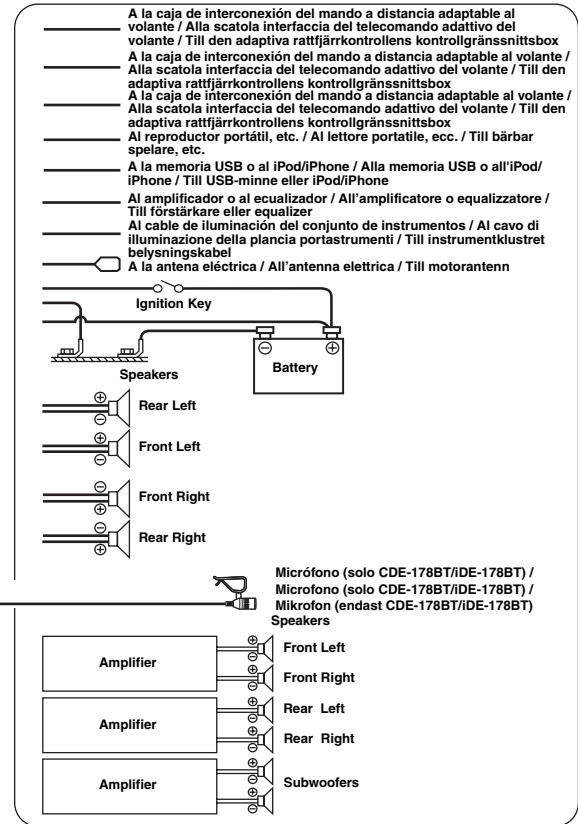 A la caja de interconexión del mando a distancia adaptable al
volante / Alla scatola interfaccia del telecomando adattivo del
volante / Till den adaptiva rattfjärrkontrollens kontrollgränssnittsbox
A la caja de interconexión del mando a distancia adaptable al volante /
Alla scatola interfaccia del telecomando adattivo del volante / Till den
adaptiva rattfjärrkontrollens kontrollgränssnittsbox
A la caja de interconexión del mando a distancia adaptable al volante /
Alla scatola interfaccia del telecomando adattivo del volante / Till den
adaptiva rattfjärrkontrollens kontrollgränssnittsbox
Al reproductor portátil, etc. / Al lettore portatile, ecc. / Till bärbar
spelare, etc.
A la memoria USB o al iPod/iPhone / Alla memoria USB o all'iPod/
iPhone / Till USB-minne eller iPod/iPhone
Al amplificador o al ecualizador / All'amplificatore o equalizzatore /
Till förstärkare eller equalizer
Al cable de iluminación del conjunto de instrumentos / Al cavo di
illuminazione della plancia portastrumenti / Till instrumentklustret
belysningskabel
A la antena eléctrica / All'antenna elettrica / Till motorantenn
Ignition Key
⊖ ⊕
Battery
Speakers
⊕
Rear Left
⊖
⊕
Front Left
⊖
⊖
Front Right
⊕
⊖
Rear Right
⊕
Micrófono (solo CDE-178BT/iDE-178BT) /
Microfono (solo CDE-178BT/iDE-178BT) /
Mikrofon (endast CDE-178BT/iDE-178BT)
Speakers
Amplifier
⊕
⊖
Front Left
⊕
⊖
Front Right
Amplifier
⊕
⊖
Rear Left
⊕
⊖
Rear Right
Amplifier
⊕
⊖
⊕
⊖
Subwoofers